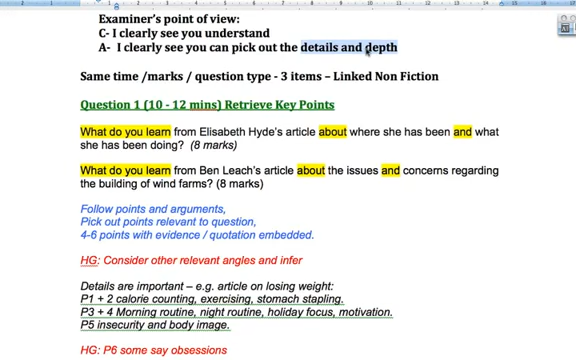 Examiner's point of view:
C- I clearly see you understand
A- I clearly see you can pick out the details and depth
Same time /marks / question type - 3 items – Linked Non Fiction
Question 1 (10 - 12 mins) Retrieve Key Points
What do you learn from Elisabeth Hyde's article about where she has been and what
she has been doing? (8 marks)
What do you learn from Ben Leach's article about the issues and concerns regarding
the building of wind farms? (8 marks)
Follow points and arguments,
Pick out points relevant to question,
4-6 points with evidence / quotation embedded.
HG: Consider other relevant angles and infer
Details are important – e.g. article on losing weight:
P1 + 2 calorie counting, exercising, stomach stapling.
P3 + 4 Morning routine, night routine, holiday focus, motivation.
P5 insecurity and body image.
HG: P6 some say obsessions